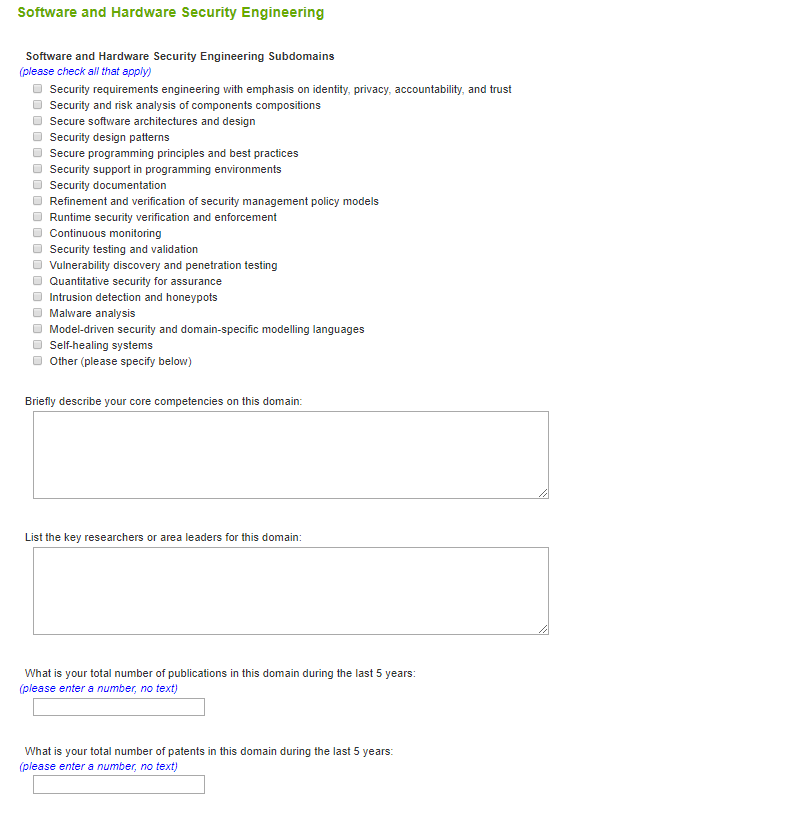 Software and Hardware Security Engineering
Software and Hardware Security Engineering Subdomains
(please check all that apply)
Security requirements engineering with emphasis on identity, privacy, accountability, and trust
Security and risk analysis of components compositions
Secure software architectures and design
Security design patterns
Secure programming principles and best practices
Security support in programming environments
Security documentation
Refinement and verification of security management policy models
Runtime security verification and enforcement
Continuous monitoring
Security testing and validation
Vulnerability discovery and penetration testing
Quantitative security for assurance
Intrusion detection and honeypots
Malware analysis
Model-driven security and domain-specific modelling languages
Self-healing systems
Other (please specify below)
Briefly describe your core competencies on this domain:
List the key researchers or area leaders for this domain:
What is your total number of publications in this domain during the last 5 years:
(please enter a number, no text)
What is your total number of patents in this domain during the last 5 years:
(please enter a number, no text)